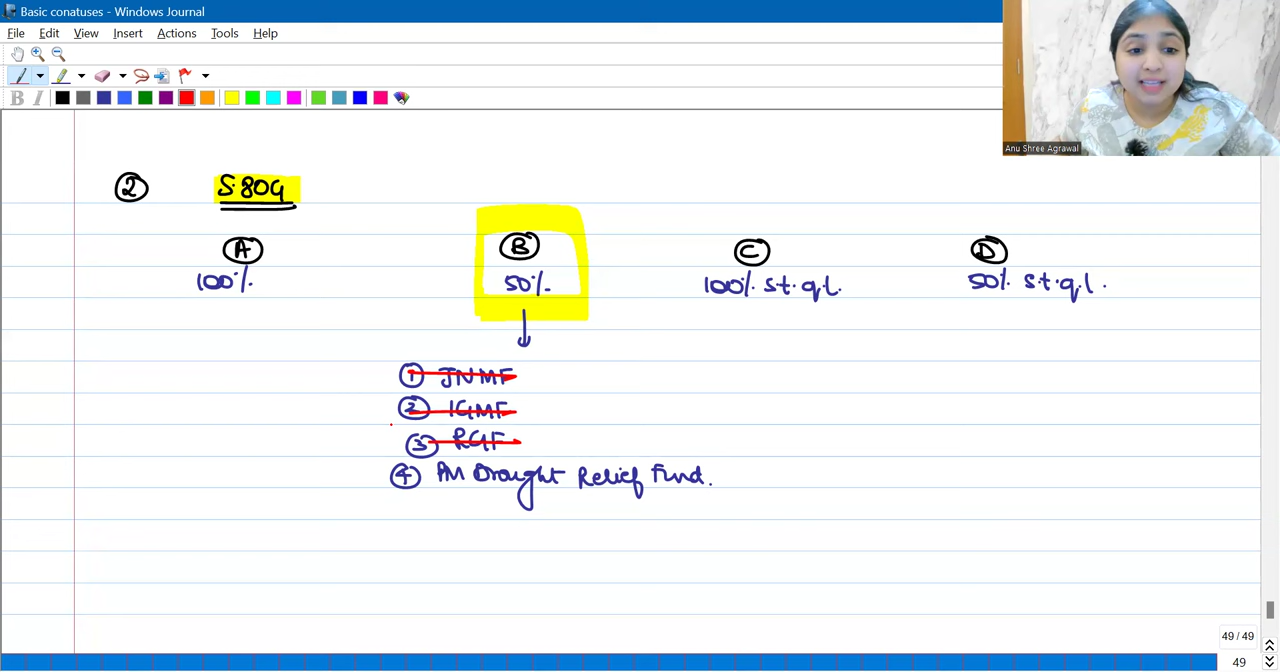 Basic conatuses - Windows Journal
File Edit View Insert Actions Tools Help
B I
Anu Shree Agrawal
② S.80G
A B C D
100% 50% 100% s.t.q.l. 50% s.t.q.l.
① JNMF
② IGMF
③ RGF
④ PM Drought Relief Fund.
49 / 49
49